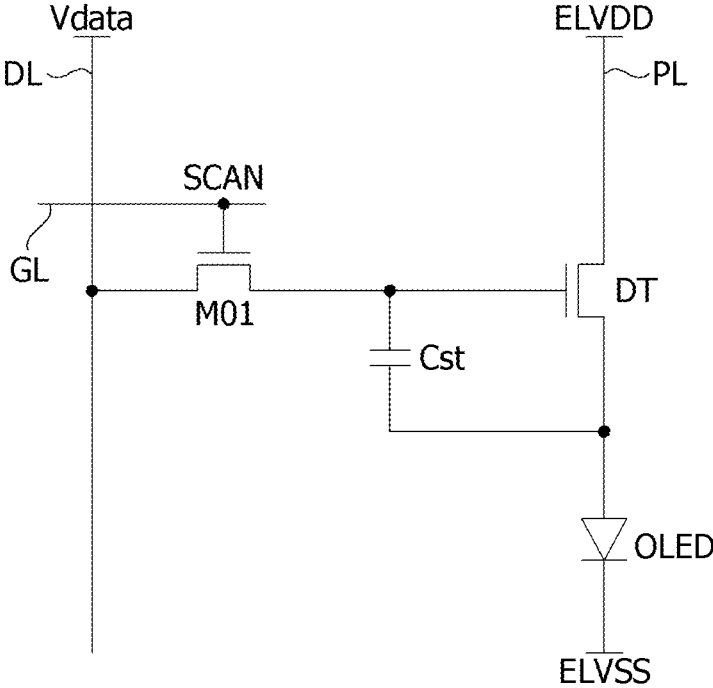 Vdata
ELVDD
DL
PL
SCAN
GL
M01
DT
Cst
OLED
ELVSS